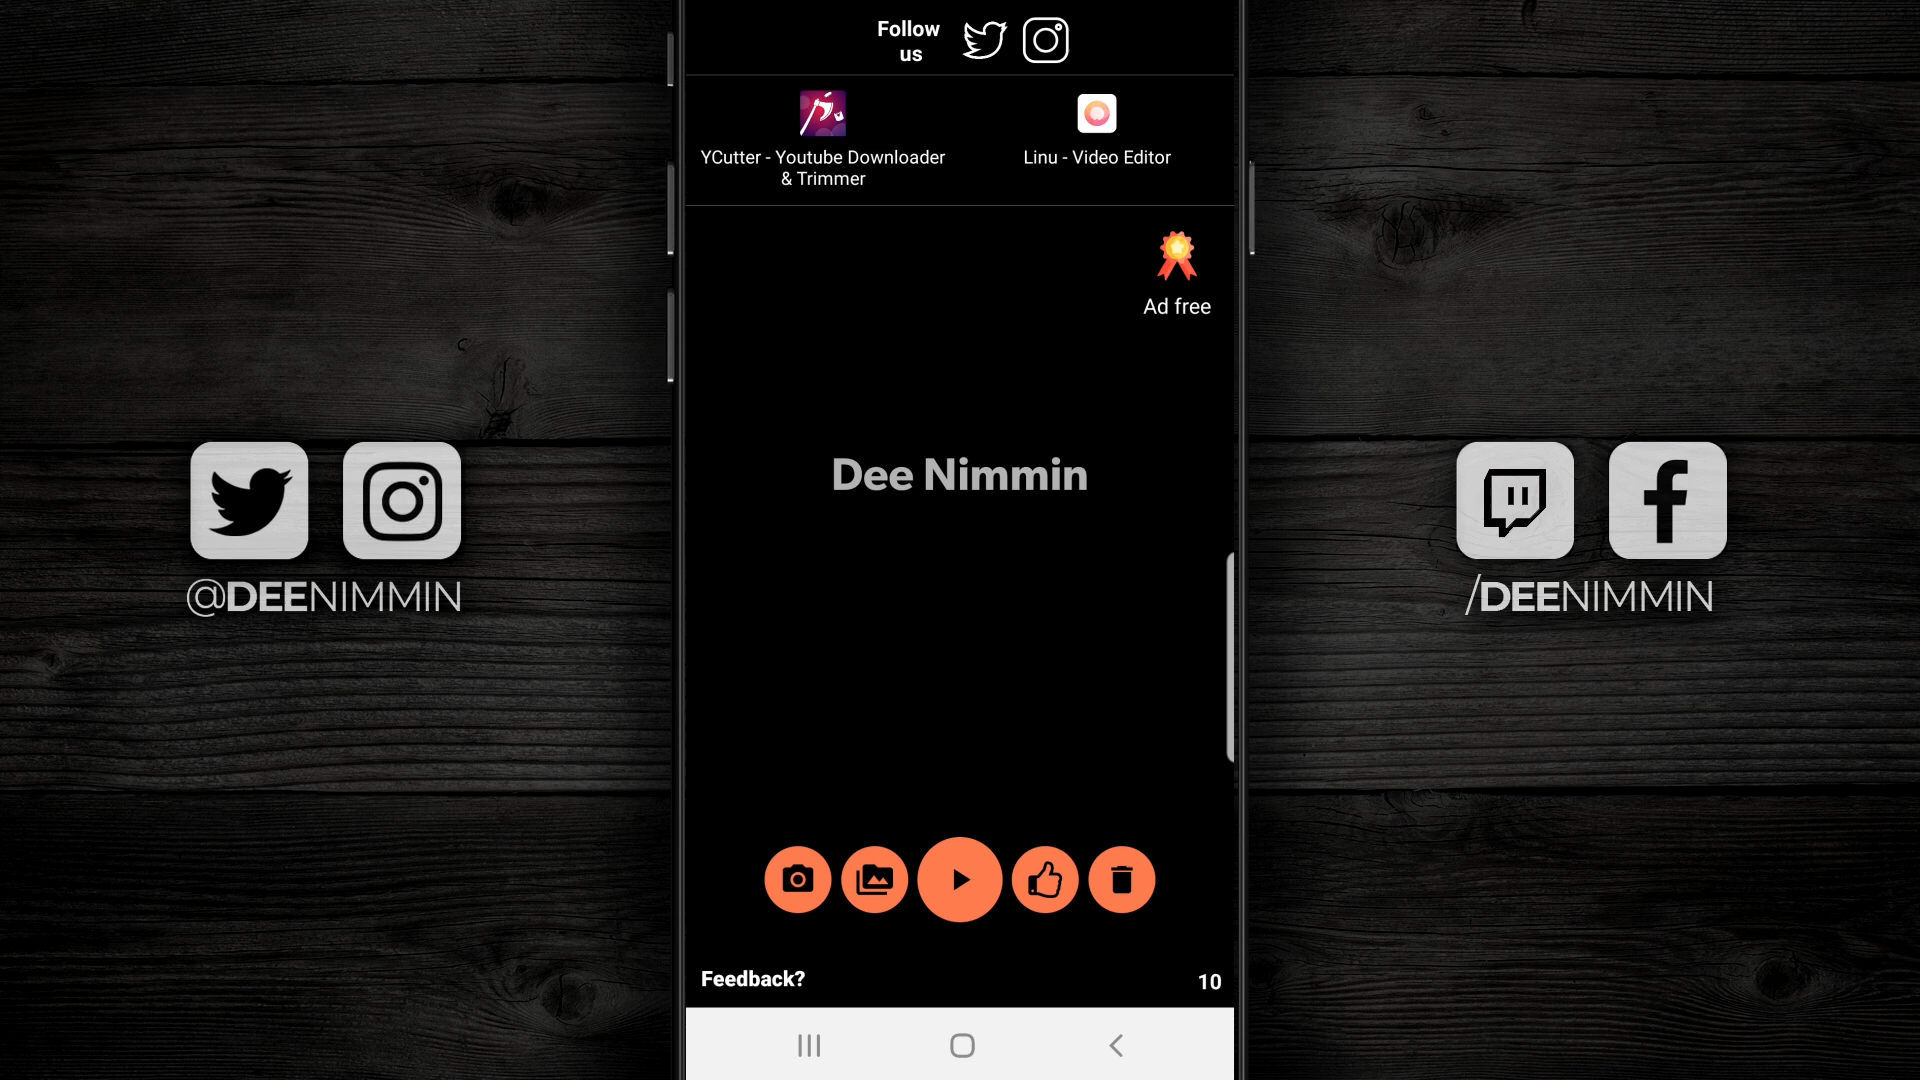 Follow
us
YCutter - Youtube Downloader
& Trimmer
Linu - Video Editor
Ad free
Dee Nimmin
@DEENIMMIN
/DEENIMMIN
Feedback?
10